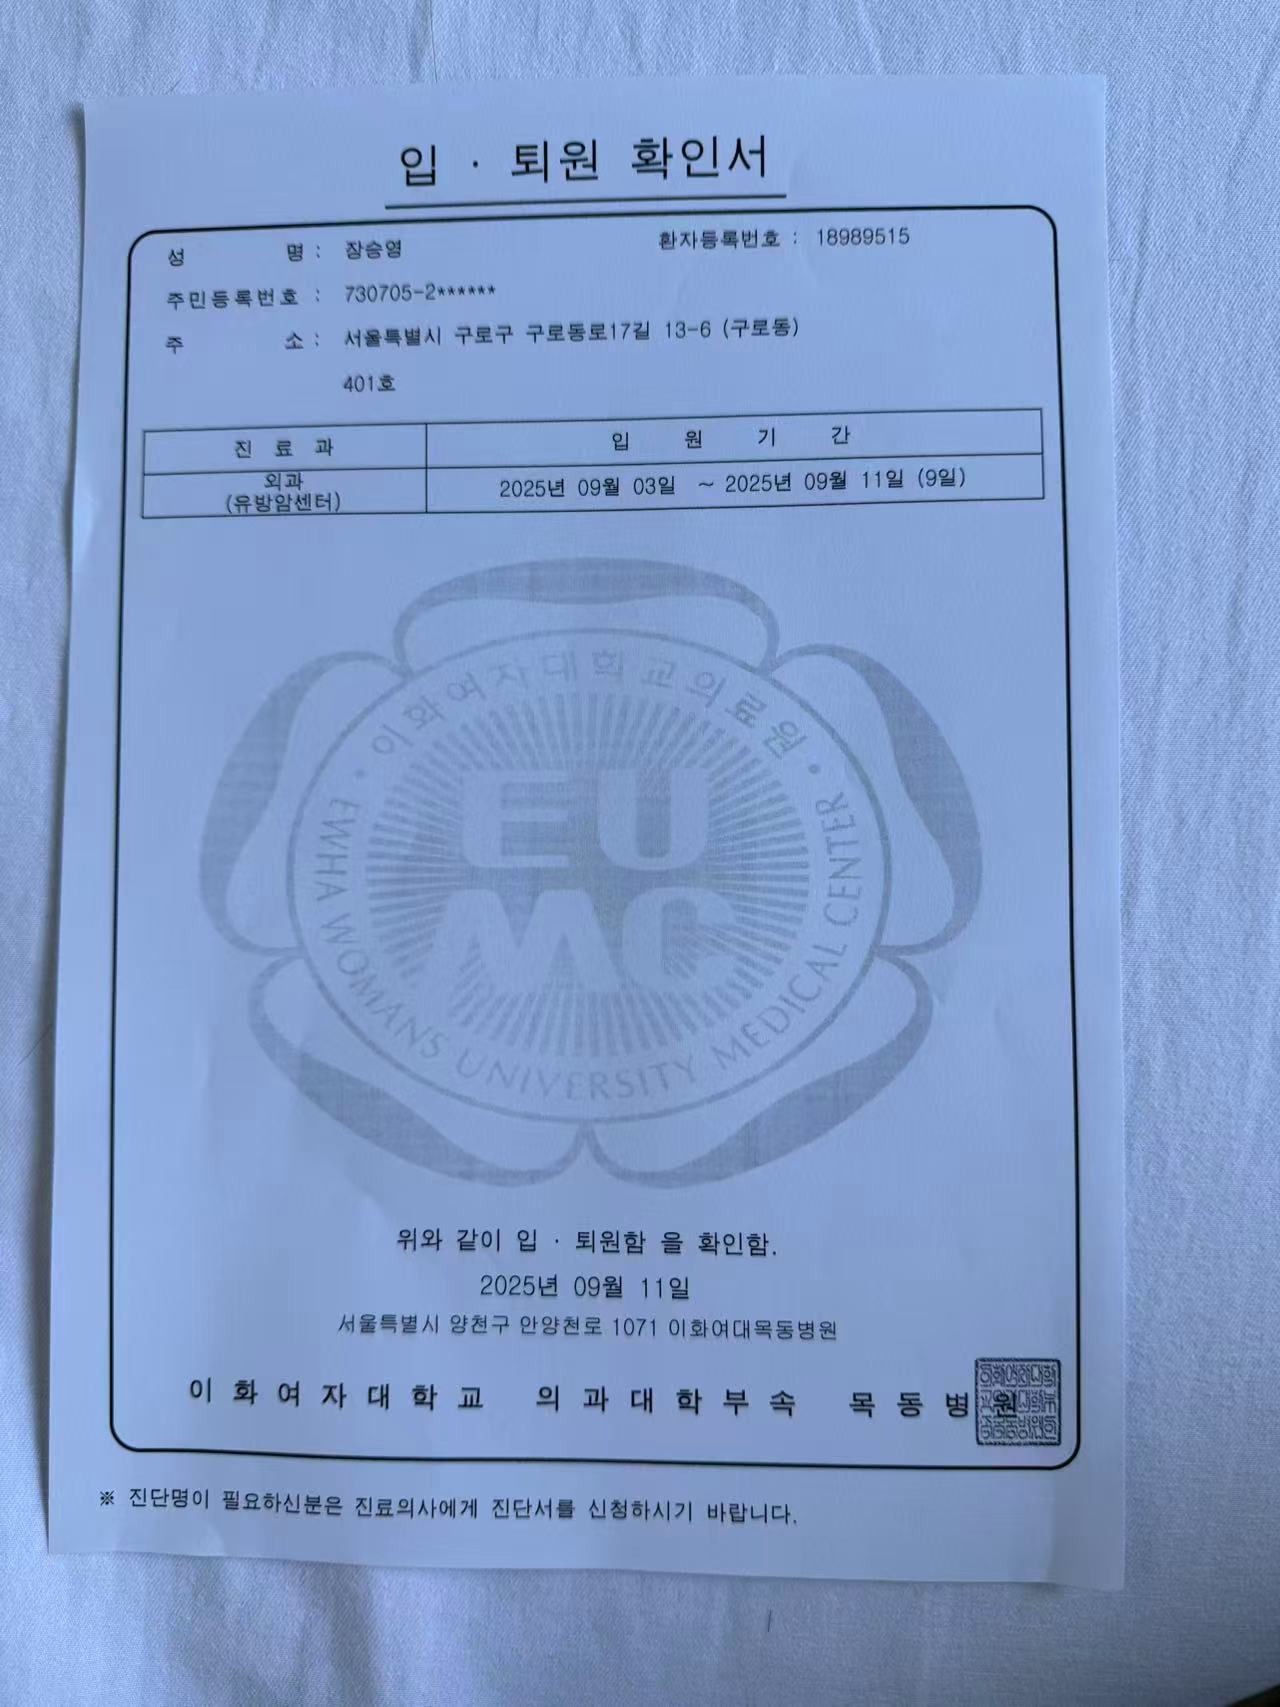 입 · 퇴원 확인서
성 명 : 장승영 환자등록번호 : 18989515
주민등록번호 : 730705-2******
주 소 : 서울특별시 구로구 구로동로17길 13-6 (구로동)
401호
진 료 과 입 원 기 간
외과
(유방암센터) 2025년 09월 03일 ~ 2025년 09월 11일 (9일)
· 이화여자대학교의료원 ·
EU
MC
EWHA WOMANS UNIVERSITY MEDICAL CENTER
위와 같이 입 · 퇴원함 을 확인함.
2025년 09월 11일
서울특별시 양천구 안양천로 1071 이화여대목동병원
이 화 여 자 대 학 교 의 과 대 학 부 속 목 동 병 원
※ 진단명이 필요하신분은 진료의사에게 진단서를 신청하시기 바랍니다.